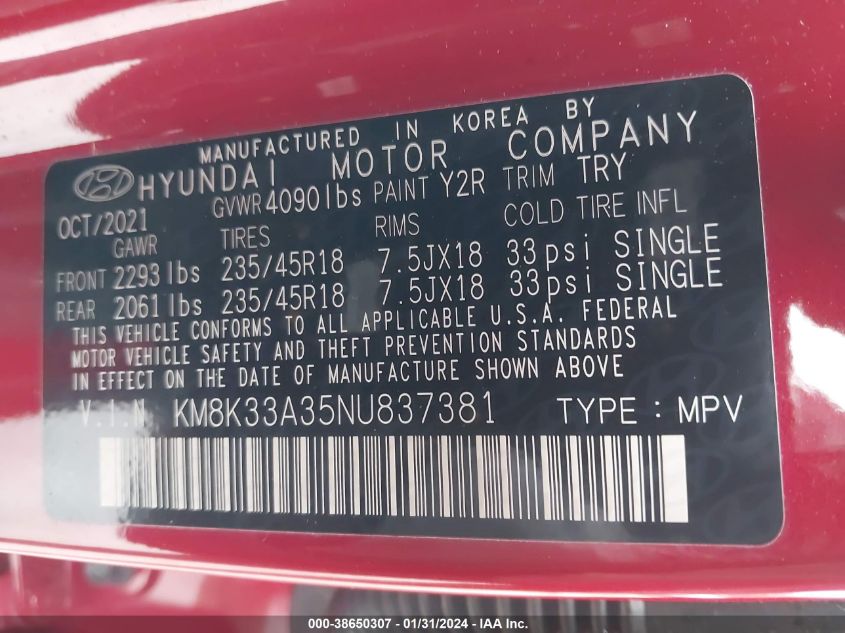 MANUFACTURED IN KOREA BY
HYUNDAI MOTOR COMPANY
OCT/2021 GVWR 4090 lbs PAINT Y2R TRIM TRY
GAWR TIRES RIMS COLD TIRE INFL
FRONT 2293 lbs 235/45R18 7.5JX18 33psi SINGLE
REAR 2061 lbs 235/45R18 7.5JX18 33psi SINGLE
THIS VEHICLE CONFORMS TO ALL APPLICABLE U.S.A. FEDERAL
MOTOR VEHICLE SAFETY AND THEFT PREVENTION STANDARDS
IN EFFECT ON THE DATE OF MANUFACTURE SHOWN ABOVE
V.I.N KM8K33A35NU837381 TYPE : MPV
000-38650307 / 01/31/2024 - IAA Inc.